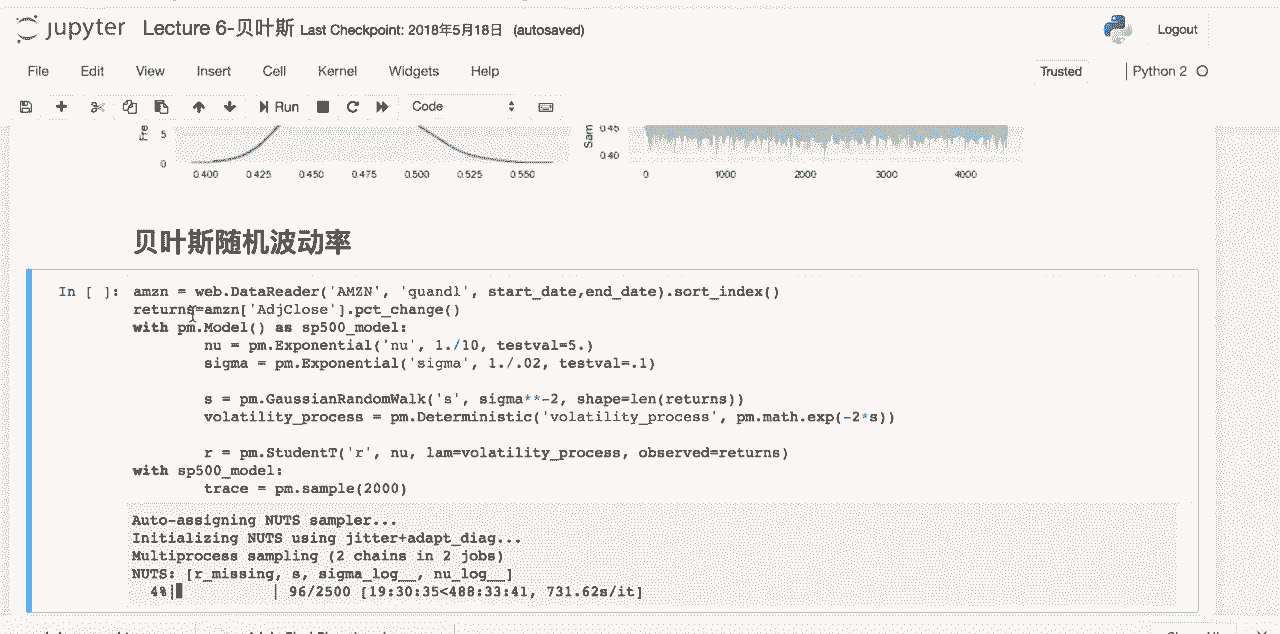 jupyter Lecture 6-贝叶斯 Last Checkpoint: 2018年5月18日 (autosaved) Logout
File Edit View Insert Cell Kernel Widgets Help Trusted Python 2
Run Code
5 0.45
0 0.40
0.400 0.425 0.450 0.475 0.500 0.525 0.550 0 1000 2000 3000 4000
贝叶斯随机波动率
In [ ]: amzn = web.DataReader('AMZN', 'quandl', start_date,end_date).sort_index()
returns=amzn['AdjClose'].pct_change()
with pm.Model() as sp500_model:
nu = pm.Exponential('nu', 1./10, testval=5.)
sigma = pm.Exponential('sigma', 1./.02, testval=.1)
s = pm.GaussianRandomWalk('s', sigma**-2, shape=len(returns))
volatility_process = pm.Deterministic('volatility_process', pm.math.exp(-2*s))
r = pm.StudentT('r', nu, lam=volatility_process, observed=returns)
with sp500_model:
trace = pm.sample(2000)
Auto-assigning NUTS sampler...
Initializing NUTS using jitter+adapt_diag...
Multiprocess sampling (2 chains in 2 jobs)
NUTS: [r_missing, s, sigma_log__, nu_log__]
4%| | 96/2500 [19:30:35<488:33:41, 731.62s/it]